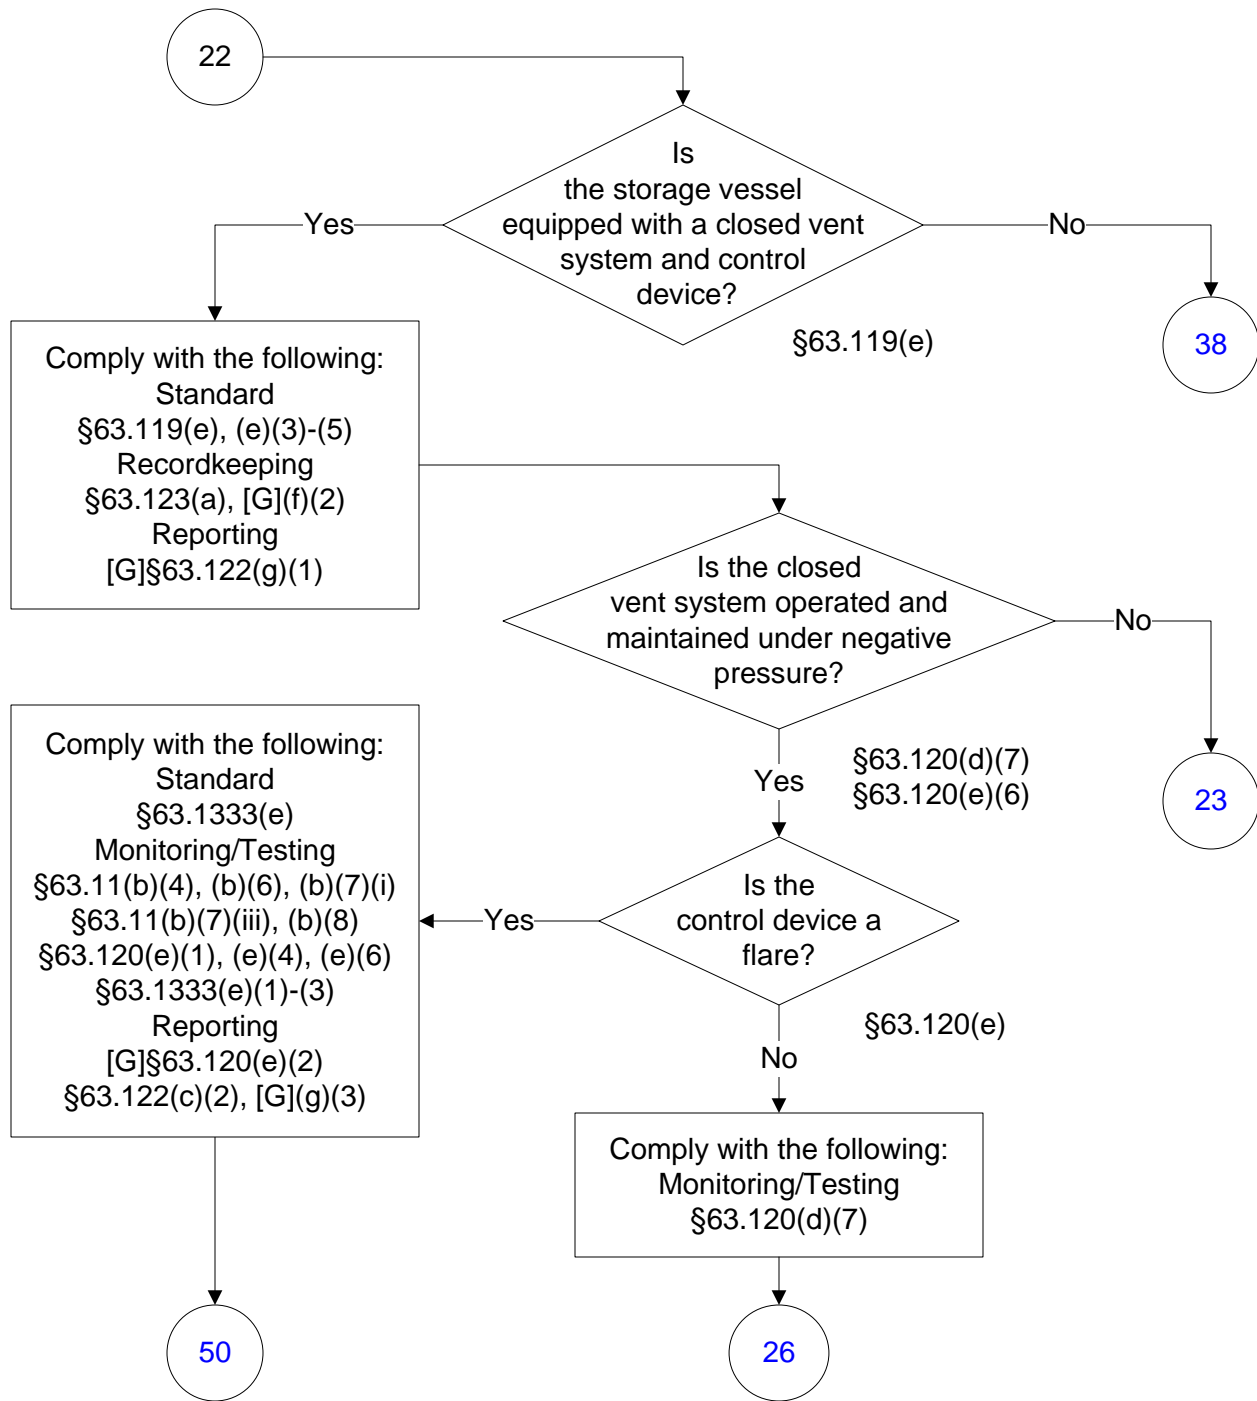 22
Is
the storage vessel
equipped with a closed vent
system and control
device?
Yes
No
§63.119(e)
38
Comply with the following:
Standard
§63.119(e), (e)(3)-(5)
Recordkeeping
§63.123(a), [G](f)(2)
Reporting
[G]§63.122(g)(1)
Is the closed
vent system operated and
maintained under negative
pressure?
No
23
Yes
§63.120(d)(7)
§63.120(e)(6)
Is the
control device a
flare?
Yes
Comply with the following:
Standard
§63.1333(e)
Monitoring/Testing
§63.11(b)(4), (b)(6), (b)(7)(i)
§63.11(b)(7)(iii), (b)(8)
§63.120(e)(1), (e)(4), (e)(6)
§63.1333(e)(1)-(3)
Reporting
[G]§63.120(e)(2)
§63.122(c)(2), [G](g)(3)
§63.120(e)
No
Comply with the following:
Monitoring/Testing
§63.120(d)(7)
50
26